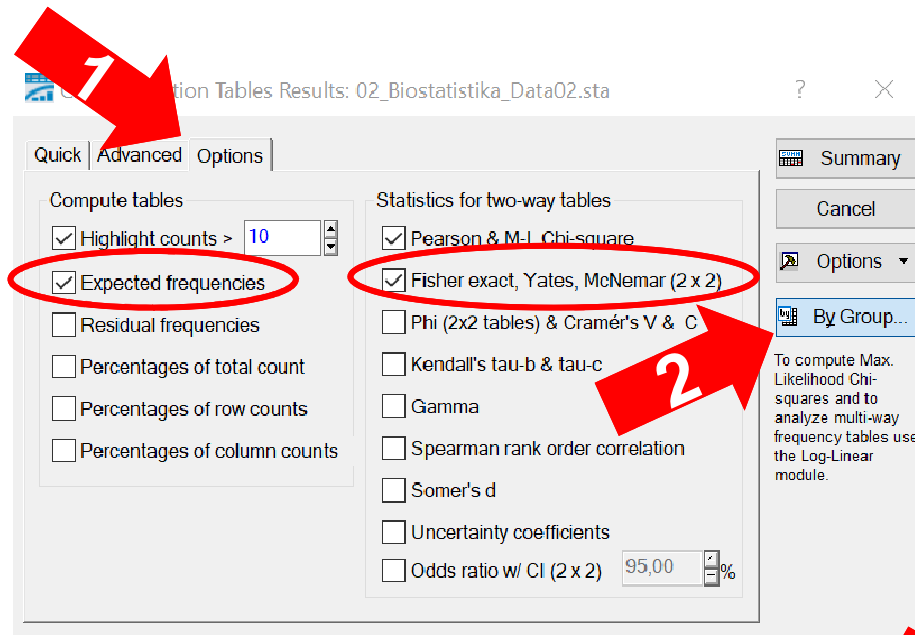 1
tion Tables Results: 02_Biostatistika_Data02.sta
?
Quick
Advanced
Options
Compute tables
Highlight counts > 10
Expected frequencies
Residual frequencies
Percentages of total count
Percentages of row counts
Percentages of column counts
Statistics for two-way tables
Pearson & M-L Chi-square
Fisher exact, Yates, McNemar (2 x 2)
Phi (2x2 tables) & Cramér's V & C
Kendall's tau-b & tau-c
Gamma
Spearman rank order correlation
Somer's d
Uncertainty coefficients
Odds ratio w/ CI (2 x 2) 95,00 %
2
Summary
Cancel
Options
By Group...
To compute Max.
Likelihood Chi-
squares and to
analyze multi-way
frequency tables use
the Log-Linear
module.